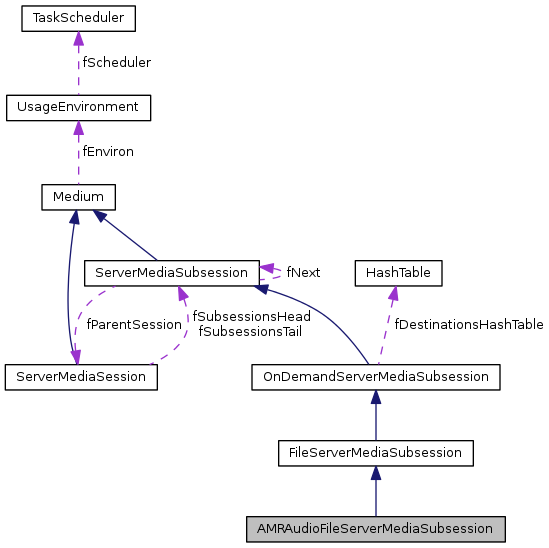 TaskScheduler
fScheduler
UsageEnvironment
fEnviron
Medium
ServerMediaSubsession
fNext
HashTable
fParentSession
fSubsessionsHead
fSubsessionsTail
fDestinationsHashTable
ServerMediaSession
OnDemandServerMediaSubsession
FileServerMediaSubsession
AMRAudioFileServerMediaSubsession